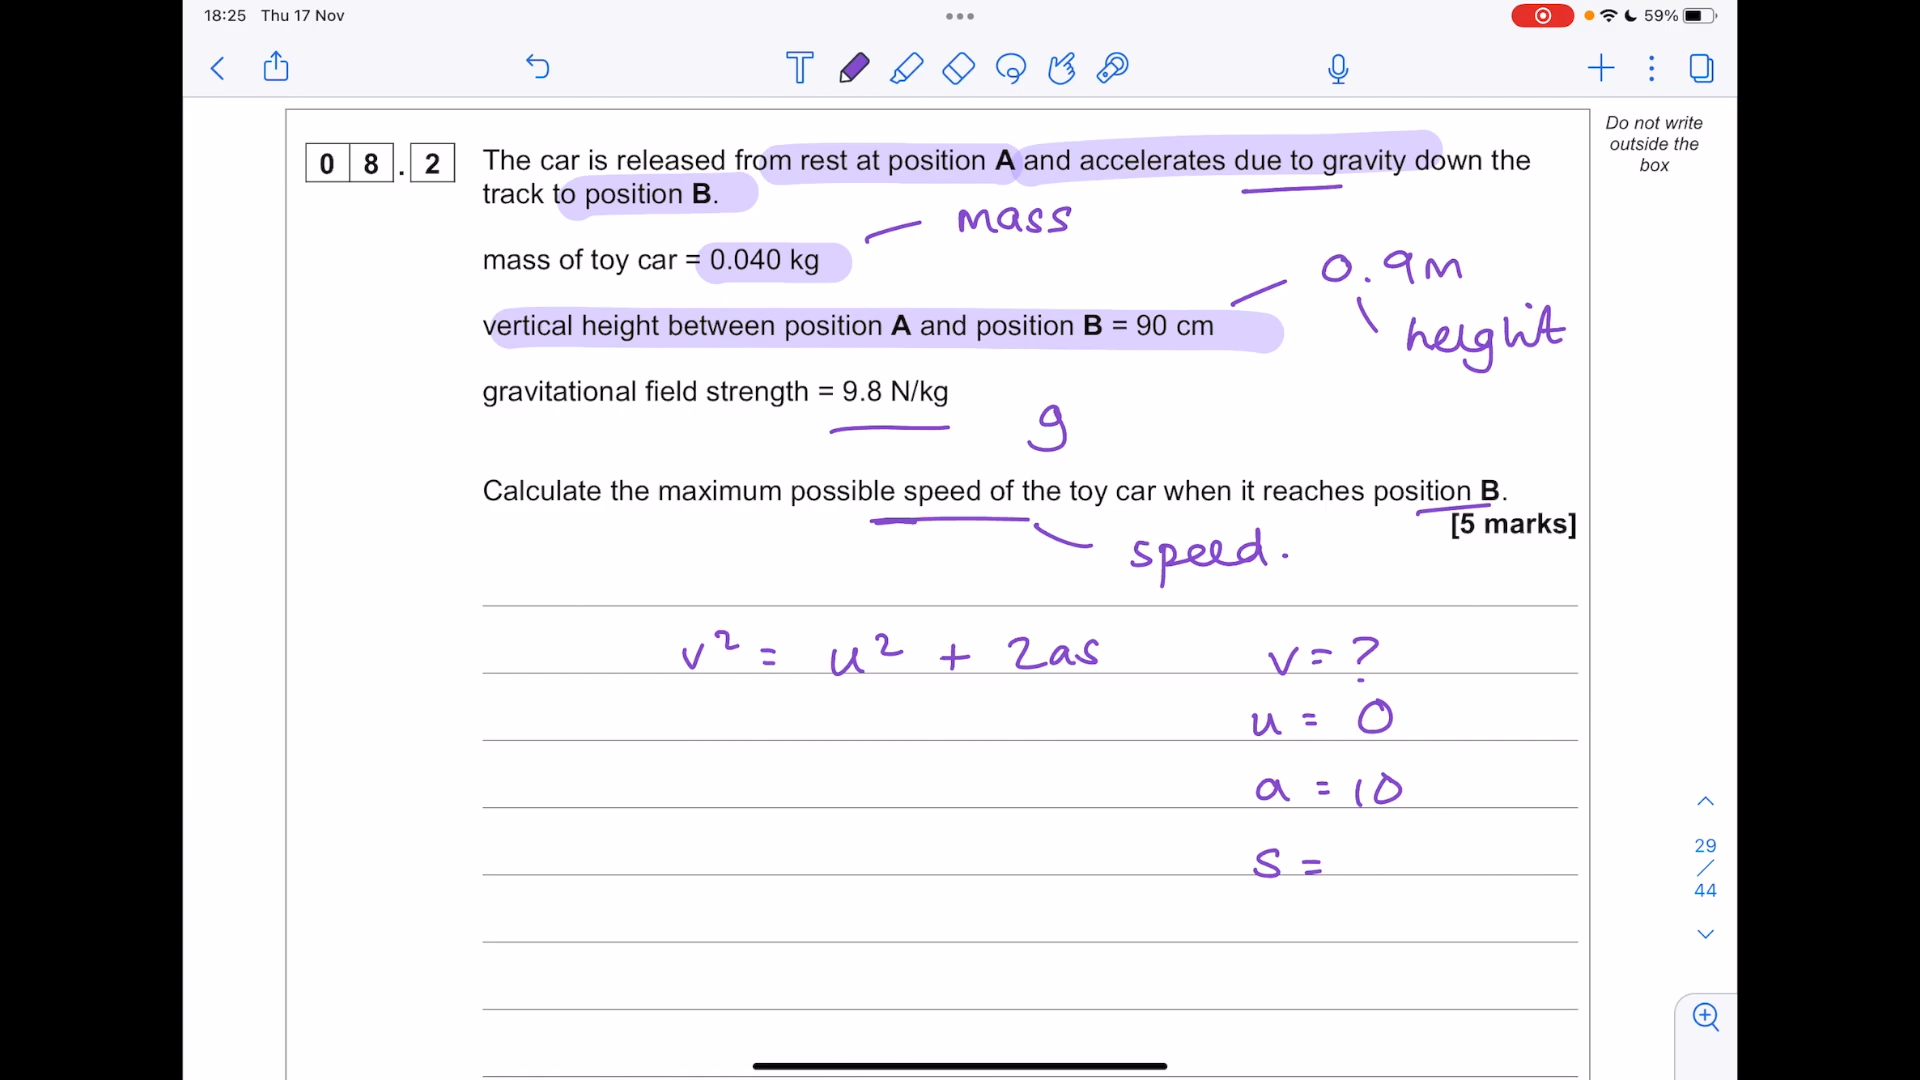 18:25 Thu 17 Nov
59%
Do not write
outside the
box
0 8 . 2
The car is released from rest at position A and accelerates due to gravity down the
track to position B.
mass
mass of toy car = 0.040 kg
0.9m
vertical height between position A and position B = 90 cm
height
gravitational field strength = 9.8 N/kg
g
Calculate the maximum possible speed of the toy car when it reaches position B.
[5 marks]
speed.
v² = u² + 2as
v = ?
u = 0
a = 10
s =
29
/
44